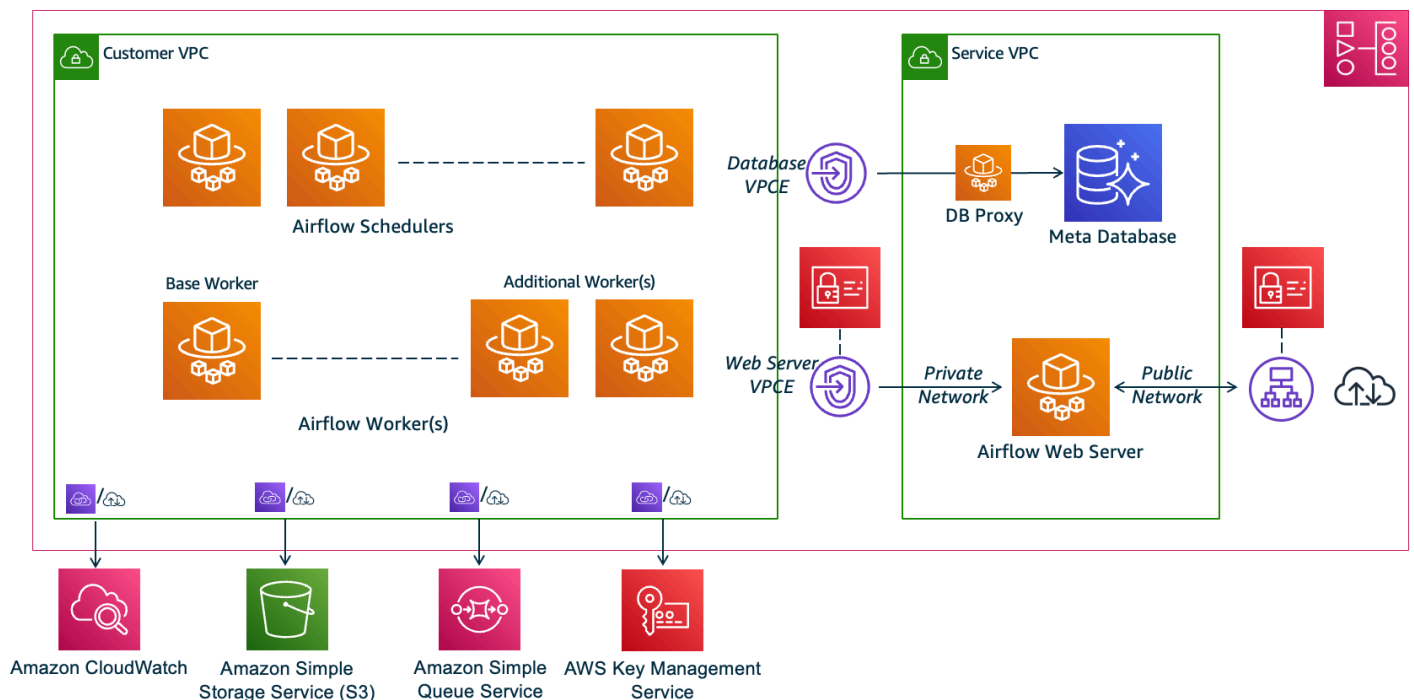 Customer VPC
Service VPC
Airflow Schedulers
Database
VPCE
DB Proxy
Meta Database
Base Worker
Additional Worker(s)
Airflow Worker(s)
Web Server
VPCE
Private
Network
Airflow Web Server
Public
Network
/
/
/
/
Amazon CloudWatch
Amazon Simple
Storage Service (S3)
Amazon Simple
Queue Service
AWS Key Management
Service